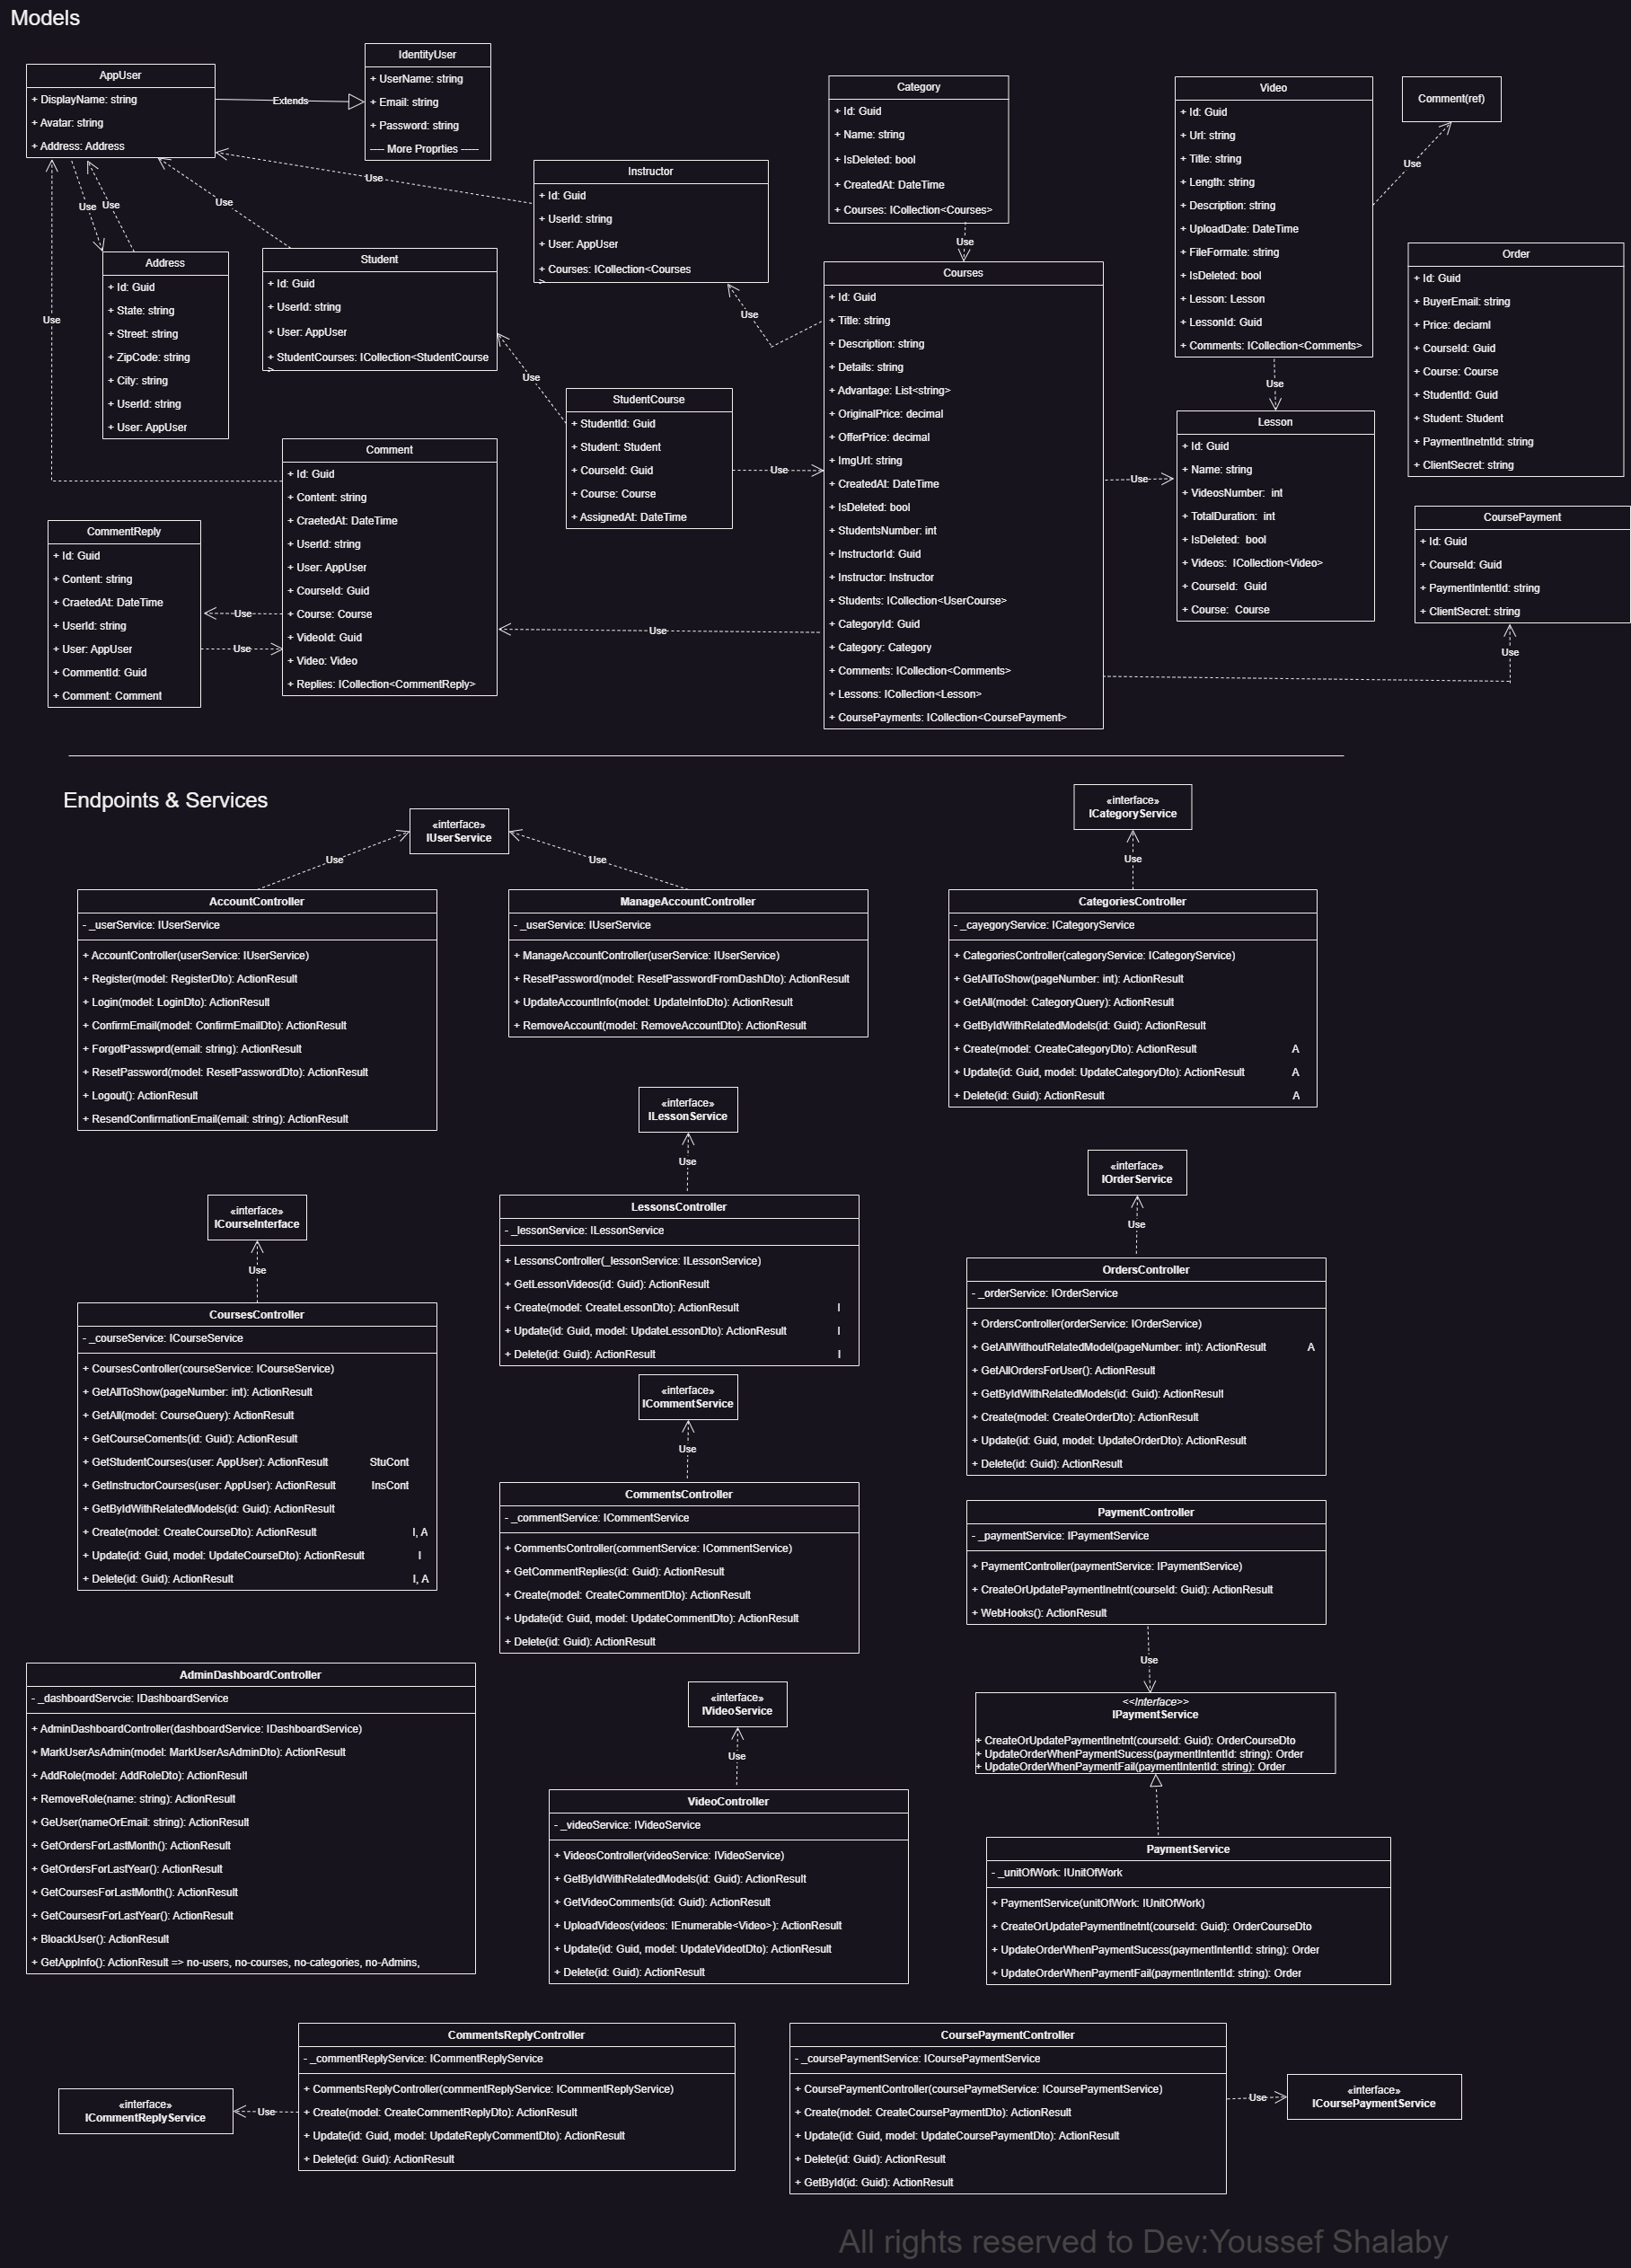 Models
AppUser
+ DisplayName: string
+ Avatar: string
+ Address: Address
Extends
IdentityUser
+ UserName: string
+ Email: string
+ Password: string
---- More Proprties -----
Use
Use
Use
Use
Use
Address
+ Id: Guid
+ State: string
+ Street: string
+ ZipCode: string
+ City: string
+ UserId: string
+ User: AppUser
Student
+ Id: Guid
+ UserId: string
+ User: AppUser
+ StudentCourses: ICollection<StudentCourse
>
Instructor
+ Id: Guid
+ UserId: string
+ User: AppUser
+ Courses: ICollection<Courses
>
Use
Use
StudentCourse
+ StudentId: Guid
+ Student: Student
+ CourseId: Guid
+ Course: Course
+ AssignedAt: DateTime
Use
Category
+ Id: Guid
+ Name: string
+ IsDeleted: bool
+ CreatedAt: DateTime
+ Courses: ICollection<Courses>
Use
Courses
+ Id: Guid
+ Title: string
+ Description: string
+ Details: string
+ Advantage: List<string>
+ OriginalPrice: decimal
+ OfferPrice: decimal
+ ImgUrl: string
+ CreatedAt: DateTime
+ IsDeleted: bool
+ StudentsNumber: int
+ InstructorId: Guid
+ Instructor: Instructor
+ Students: ICollection<UserCourse>
+ CategoryId: Guid
+ Category: Category
+ Comments: ICollection<Comments>
+ Lessons: ICollection<Lesson>
+ CoursePayments: ICollection<CoursePayment>
Video
+ Id: Guid
+ Url: string
+ Title: string
+ Length: string
+ Description: string
+ UploadDate: DateTime
+ FileFormate: string
+ IsDeleted: bool
+ Lesson: Lesson
+ LessonId: Guid
+ Comments: ICollection<Comments>
Use
Comment(ref)
Use
Lesson
+ Id: Guid
+ Name: string
+ VideosNumber:  int
+ TotalDuration:  int
+ IsDeleted:  bool
+ Videos:  ICollection<Video>
+ CourseId:  Guid
+ Course:  Course
Use
Order
+ Id: Guid
+ BuyerEmail: string
+ Price: deciaml
+ CourseId: Guid
+ Course: Course
+ StudentId: Guid
+ Student: Student
+ PaymentInetntId: string
+ ClientSecret: string
CoursePayment
+ Id: Guid
+ CourseId: Guid
+ PaymentIntentId: string
+ ClientSecret: string
Use
Comment
+ Id: Guid
+ Content: string
+ CraetedAt: DateTime
+ UserId: string
+ User: AppUser
+ CourseId: Guid
+ Course: Course
+ VideoId: Guid
+ Video: Video
+ Replies: ICollection<CommentReply>
Use
CommentReply
+ Id: Guid
+ Content: string
+ CraetedAt: DateTime
+ UserId: string
+ User: AppUser
+ CommentId: Guid
+ Comment: Comment
Use
Use
Endpoints & Services
«interface»
IUserService
Use
Use
AccountController
- _userService: IUserService
+ AccountController(userService: IUserService)
+ Register(model: RegisterDto): ActionResult
+ Login(model: LoginDto): ActionResult
+ ConfirmEmail(model: ConfirmEmailDto): ActionResult
+ ForgotPasswprd(email: string): ActionResult
+ ResetPassword(model: ResetPasswordDto): ActionResult
+ Logout(): ActionResult
+ ResendConfirmationEmail(email: string): ActionResult
ManageAccountController
- _userService: IUserService
+ ManageAccountController(userService: IUserService)
+ ResetPassword(model: ResetPasswordFromDashDto): ActionResult
+ UpdateAccountInfo(model: UpdateInfoDto): ActionResult
+ RemoveAccount(model: RemoveAccountDto): ActionResult
«interface»
ICategoryService
Use
CategoriesController
- _cayegoryService: ICategoryService
+ CategoriesController(categoryService: ICategoryService)
+ GetAllToShow(pageNumber: int): ActionResult
+ GetAll(model: CategoryQuery): ActionResult
+ GetByIdWithRelatedModels(id: Guid): ActionResult
+ Create(model: CreateCategoryDto): ActionResult A
+ Update(id: Guid, model: UpdateCategoryDto): ActionResult A
+ Delete(id: Guid): ActionResult A
«interface»
ICourseInterface
Use
CoursesController
- _courseService: ICourseService
+ CoursesController(courseService: ICourseService)
+ GetAllToShow(pageNumber: int): ActionResult
+ GetAll(model: CourseQuery): ActionResult
+ GetCourseComents(id: Guid): ActionResult
+ GetStudentCourses(user: AppUser): ActionResult StuCont
+ GetInstructorCourses(user: AppUser): ActionResult InsCont
+ GetByIdWithRelatedModels(id: Guid): ActionResult
+ Create(model: CreateCourseDto): ActionResult I, A
+ Update(id: Guid, model: UpdateCourseDto): ActionResult I
+ Delete(id: Guid): ActionResult I, A
«interface»
ILessonService
Use
LessonsController
- _lessonService: ILessonService
+ LessonsController(_lessonService: ILessonService)
+ GetLessonVideos(id: Guid): ActionResult
+ Create(model: CreateLessonDto): ActionResult I
+ Update(id: Guid, model: UpdateLessonDto): ActionResult I
+ Delete(id: Guid): ActionResult I
«interface»
ICommentService
Use
CommentsController
- _commentService: ICommentService
+ CommentsController(commentService: ICommentService)
+ GetCommentReplies(id: Guid): ActionResult
+ Create(model: CreateCommentDto): ActionResult
+ Update(id: Guid, model: UpdateCommentDto): ActionResult
+ Delete(id: Guid): ActionResult
«interface»
IOrderService
Use
OrdersController
- _orderService: IOrderService
+ OrdersController(orderService: IOrderService)
+ GetAllWithoutRelatedModel(pageNumber: int): ActionResult A
+ GetAllOrdersForUser(): ActionResult
+ GetByIdWithRelatedModels(id: Guid): ActionResult
+ Create(model: CreateOrderDto): ActionResult
+ Update(id: Guid, model: UpdateOrderDto): ActionResult
+ Delete(id: Guid): ActionResult
PaymentController
- _paymentService: IPaymentService
+ PaymentController(paymentService: IPaymentService)
+ CreateOrUpdatePaymentInetnt(courseId: Guid): ActionResult
+ WebHooks(): ActionResult
Use
<<Interface>>
IPaymentService
+ CreateOrUpdatePaymentInetnt(courseId: Guid): OrderCourseDto
+ UpdateOrderWhenPaymentSucess(paymentIntentId: string): Order
+ UpdateOrderWhenPaymentFail(paymentIntentId: string): Order
PaymentService
- _unitOfWork: IUnitOfWork
+ PaymentService(unitOfWork: IUnitOfWork)
+ CreateOrUpdatePaymentInetnt(courseId: Guid): OrderCourseDto
+ UpdateOrderWhenPaymentSucess(paymentIntentId: string): Order
+ UpdateOrderWhenPaymentFail(paymentIntentId: string): Order
AdminDashboardController
- _dashboardServcie: IDashboardService
+ AdminDashboardController(dashboardService: IDashboardService)
+ MarkUserAsAdmin(model: MarkUserAsAdminDto): ActionResult
+ AddRole(model: AddRoleDto): ActionResult
+ RemoveRole(name: string): ActionResult
+ GeUser(nameOrEmail: string): ActionResult
+ GetOrdersForLastMonth(): ActionResult
+ GetOrdersForLastYear(): ActionResult
+ GetCoursesForLastMonth(): ActionResult
+ GetCoursesrForLastYear(): ActionResult
+ BloackUser(): ActionResult
+ GetAppInfo(): ActionResult => no-users, no-courses, no-categories, no-Admins,
«interface»
IVideoService
Use
VideoController
- _videoService: IVideoService
+ VideosController(videoService: IVideoService)
+ GetByIdWithRelatedModels(id: Guid): ActionResult
+ GetVideoComments(id: Guid): ActionResult
+ UploadVideos(videos: IEnumerable<Video>): ActionResult
+ Update(id: Guid, model: UpdateVideotDto): ActionResult
+ Delete(id: Guid): ActionResult
«interface»
ICommentReplyService
Use
CommentsReplyController
- _commentReplyService: ICommentReplyService
+ CommentsReplyController(commentReplyService: ICommentReplyService)
+ Create(model: CreateCommentReplyDto): ActionResult
+ Update(id: Guid, model: UpdateReplyCommentDto): ActionResult
+ Delete(id: Guid): ActionResult
CoursePaymentController
- _coursePaymentService: ICoursePaymentService
+ CoursePaymentController(coursePaymetService: ICoursePaymentService)
+ Create(model: CreateCoursePaymentDto): ActionResult
+ Update(id: Guid, model: UpdateCoursePaymentDto): ActionResult
+ Delete(id: Guid): ActionResult
+ GetById(id: Guid): ActionResult
Use
«interface»
ICoursePaymentService
All rights reserved to Dev:Youssef Shalaby